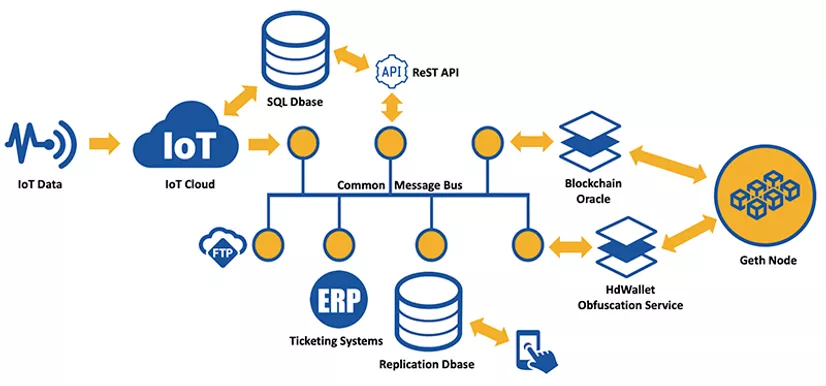 API
ReST API
SQL Dbase
IoT
IoT Data
IoT Cloud
Common Message Bus
Blockchain
Oracle
Geth Node
FTP
HdWallet
Obfuscation Service
ERP
Ticketing Systems
Replication Dbase